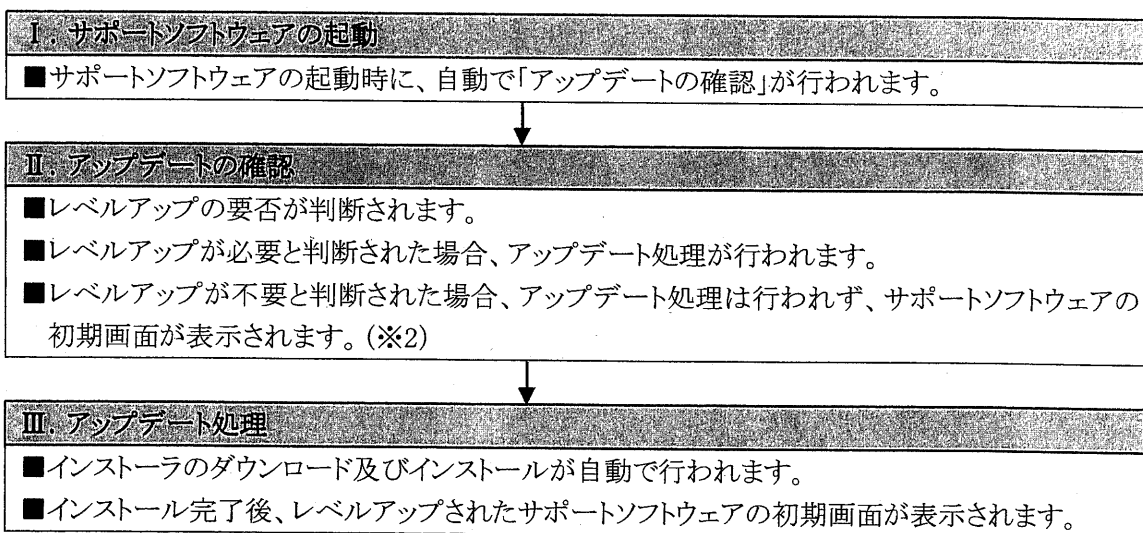 Ⅰ. サポートソフトウェアの起動
■サポートソフトウェアの起動時に、自動で「アップデートの確認」が行われます。
Ⅱ. アップデートの確認
■レベルアップの要否が判断されます。
■レベルアップが必要と判断された場合、アップデート処理が行われます。
■レベルアップが不要と判断された場合、アップデート処理は行われず、サポートソフトウェアの
初期画面が表示されます。(※2)
Ⅲ. アップデート処理
■インストーラのダウンロード及びインストールが自動で行われます。
■インストール完了後、レベルアップされたサポートソフトウェアの初期画面が表示されます。